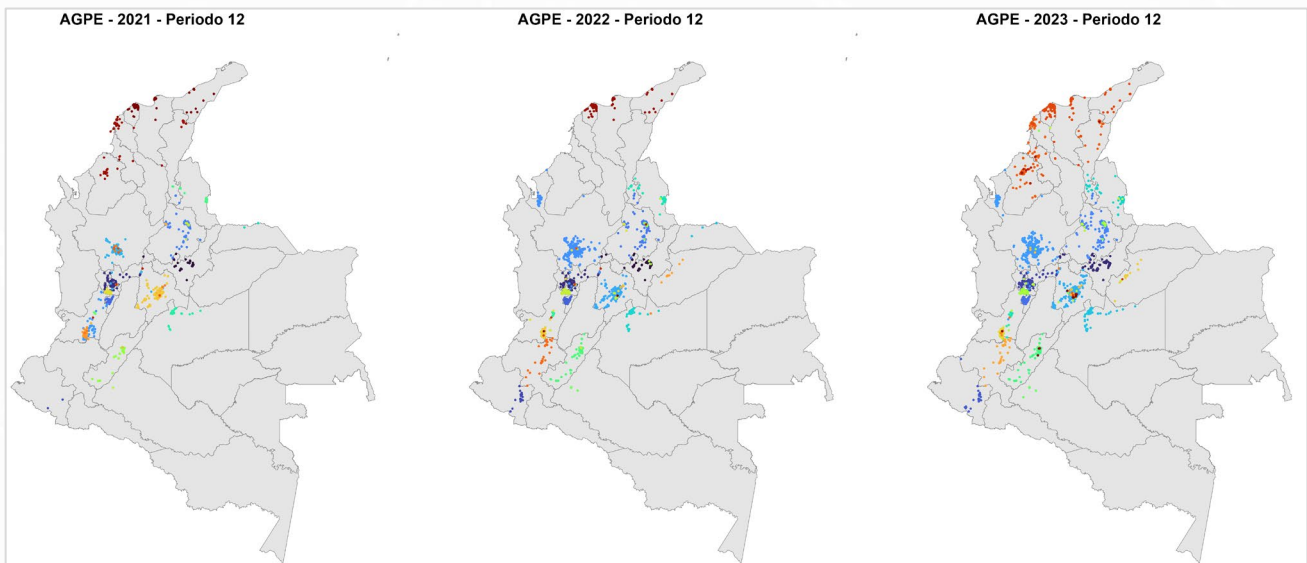 AGPE - 2021 - Periodo 12
AGPE - 2022 - Periodo 12
AGPE - 2023 - Periodo 12